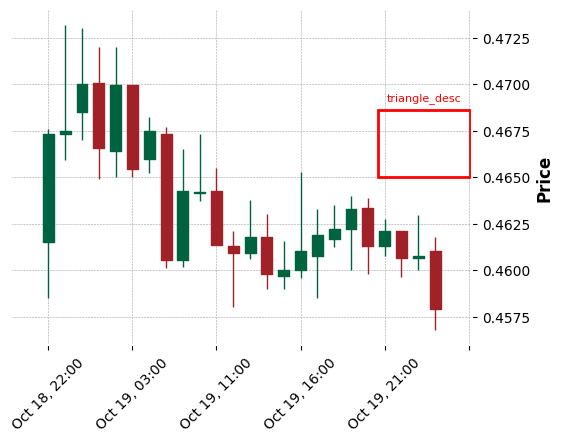 0.4725
0.4700
triangle_desc
0.4675
0.4650
0.4625
0.4600
0.4575
Price
Oct 18, 22:00
Oct 19, 03:00
Oct 19, 11:00
Oct 19, 16:00
Oct 19, 21:00